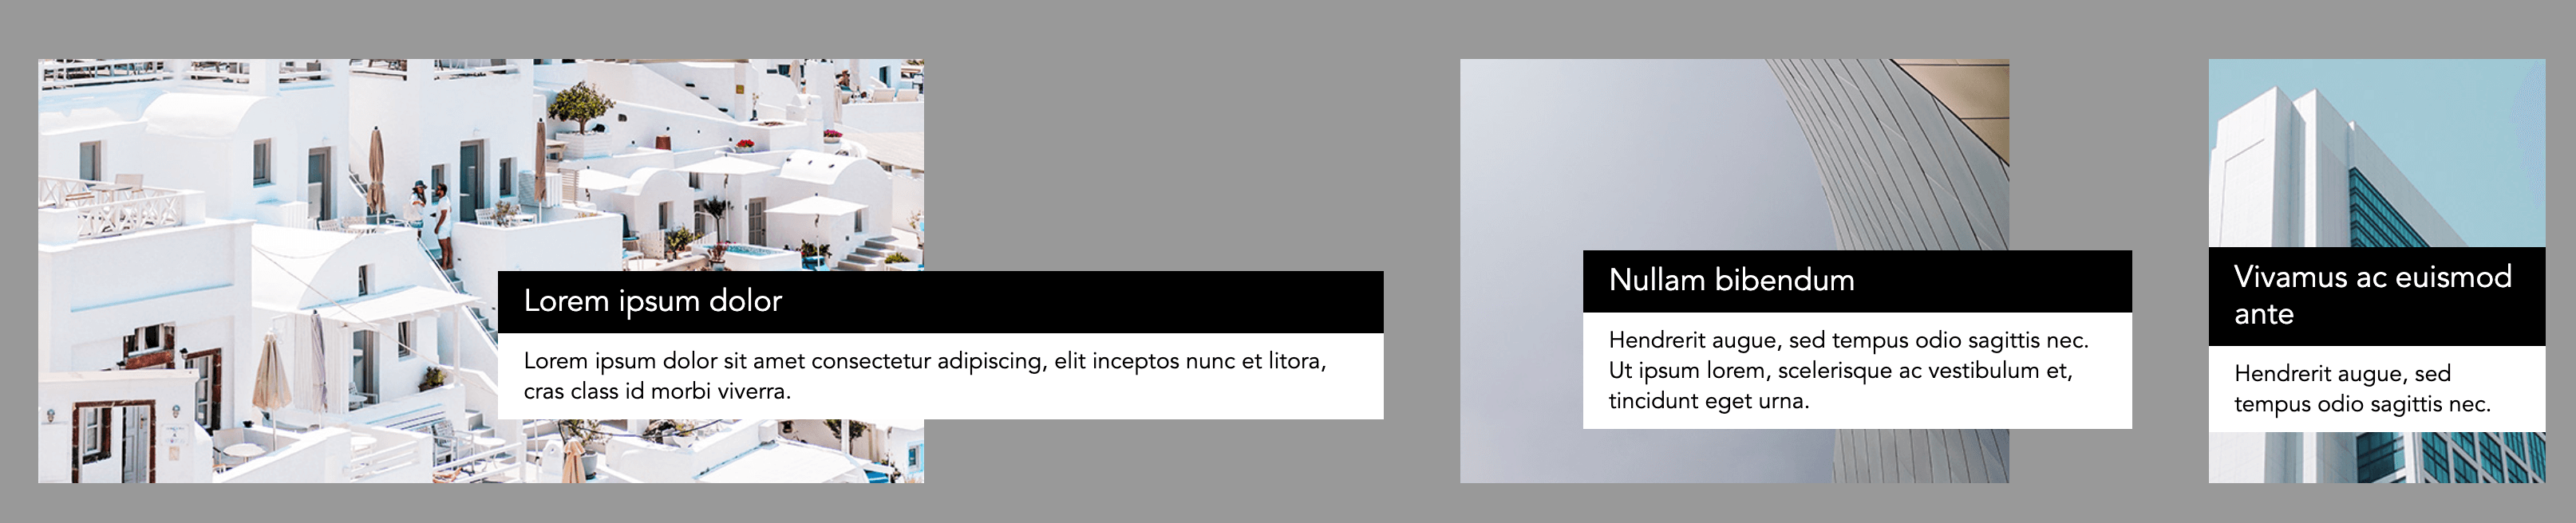 Lorem ipsum dolor
Lorem ipsum dolor sit amet consectetur adipiscing, elit inceptos nunc et litora,
cras class id morbi viverra.
Nullam bibendum
Hendrerit augue, sed tempus odio sagittis nec.
Ut ipsum lorem, scelerisque ac vestibulum et,
tincidunt eget urna.
Vivamus ac euismod
ante
Hendrerit augue, sed
tempus odio sagittis nec.